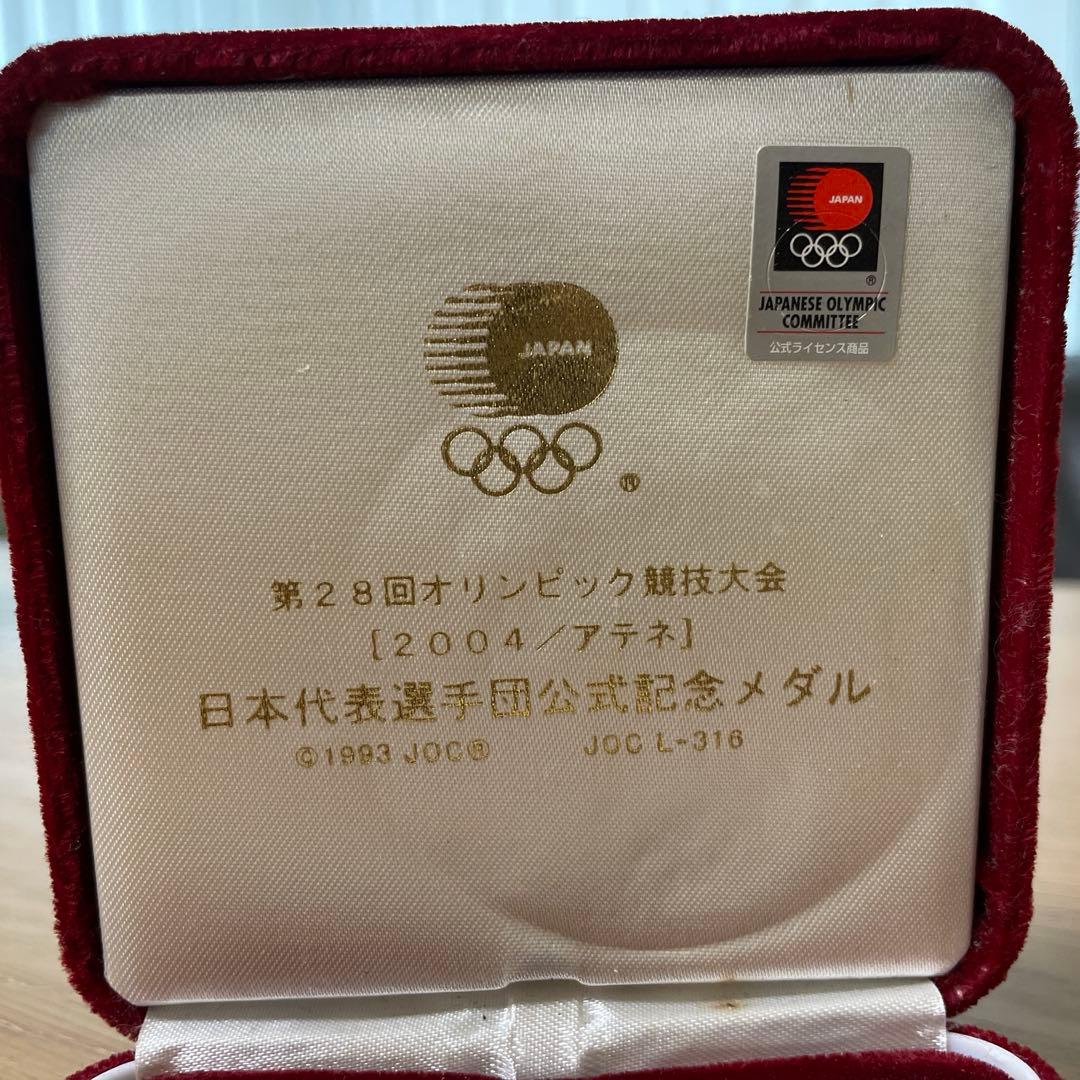 JAPAN
®
JAPANESE OLYMPIC
COMMITTEE
公式ライセンス商品
JAPAN
®
第28回オリンピック競技大会
[2004/アテネ]
日本代表選手団公式記念メダル
©1993 JOC® JOC L-316